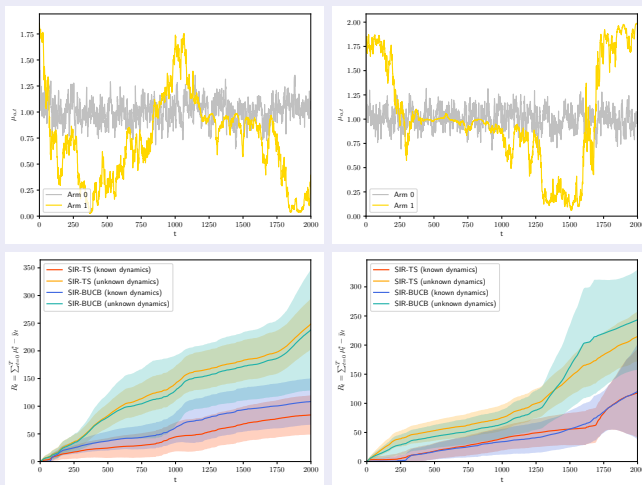 1.75
1.50
1.25
1.00
0.75
0.50
0.25
0.00
μa,t
Arm 0
Arm 1
0 250 500 750 1000 1250 1500 1750 2000
t
2.00
1.75
1.50
1.25
1.00
0.75
0.50
0.25
0.00
μa,t
Arm 0
Arm 1
0 250 500 750 1000 1250 1500 1750 2000
t
350
300
250
200
150
100
50
0
SIR-TS (known dynamics)
SIR-TS (unknown dynamics)
SIR-BUCB (known dynamics)
SIR-BUCB (unknown dynamics)
0 250 500 750 1000 1250 1500 1750 2000
t
300
250
200
150
100
50
0
SIR-TS (known dynamics)
SIR-TS (unknown dynamics)
SIR-BUCB (known dynamics)
SIR-BUCB (unknown dynamics)
0 250 500 750 1000 1250 1500 1750 2000
t